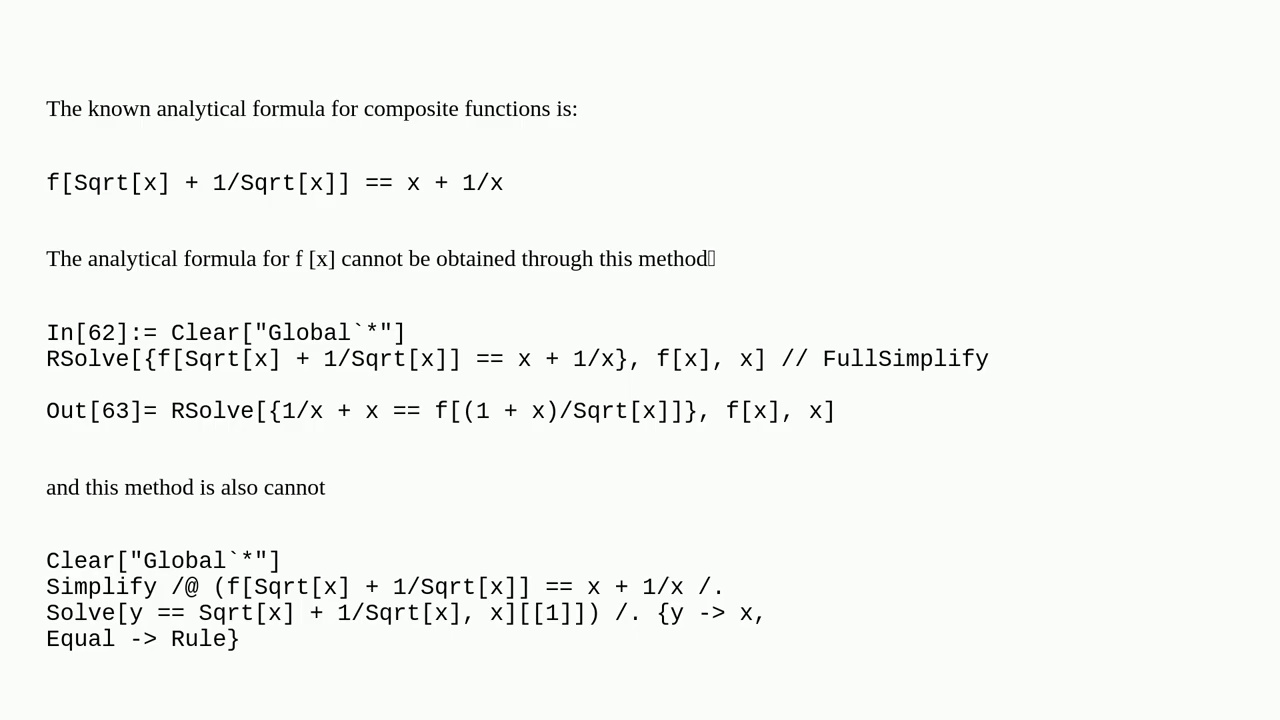 The known analytical formula for composite functions is:
f[Sqrt[x] + 1/Sqrt[x]] == x + 1/x
The analytical formula for f [x] cannot be obtained through this method
In[62]:= Clear["Global`*"]
RSolve[{f[Sqrt[x] + 1/Sqrt[x]] == x + 1/x}, f[x], x] // FullSimplify
Out[63]= RSolve[{1/x + x == f[(1 + x)/Sqrt[x]]}, f[x], x]
and this method is also cannot
Clear["Global`*"]
Simplify /@ (f[Sqrt[x] + 1/Sqrt[x]] == x + 1/x /.
Solve[y == Sqrt[x] + 1/Sqrt[x], x][[1]]) /. {y -> x,
Equal -> Rule}